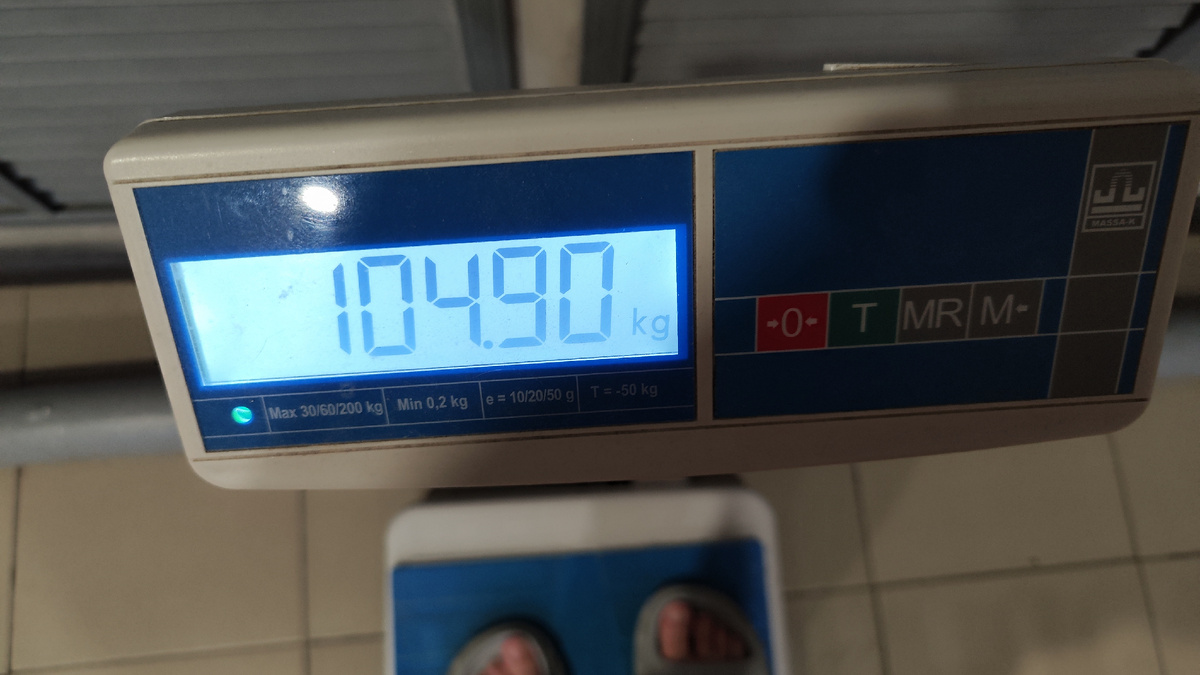 104.90 kg
Max 30/60/200 kg Min 0,2 kg e = 10/20/50 g T = -50 kg
→0← T MR M←
MASSA-K